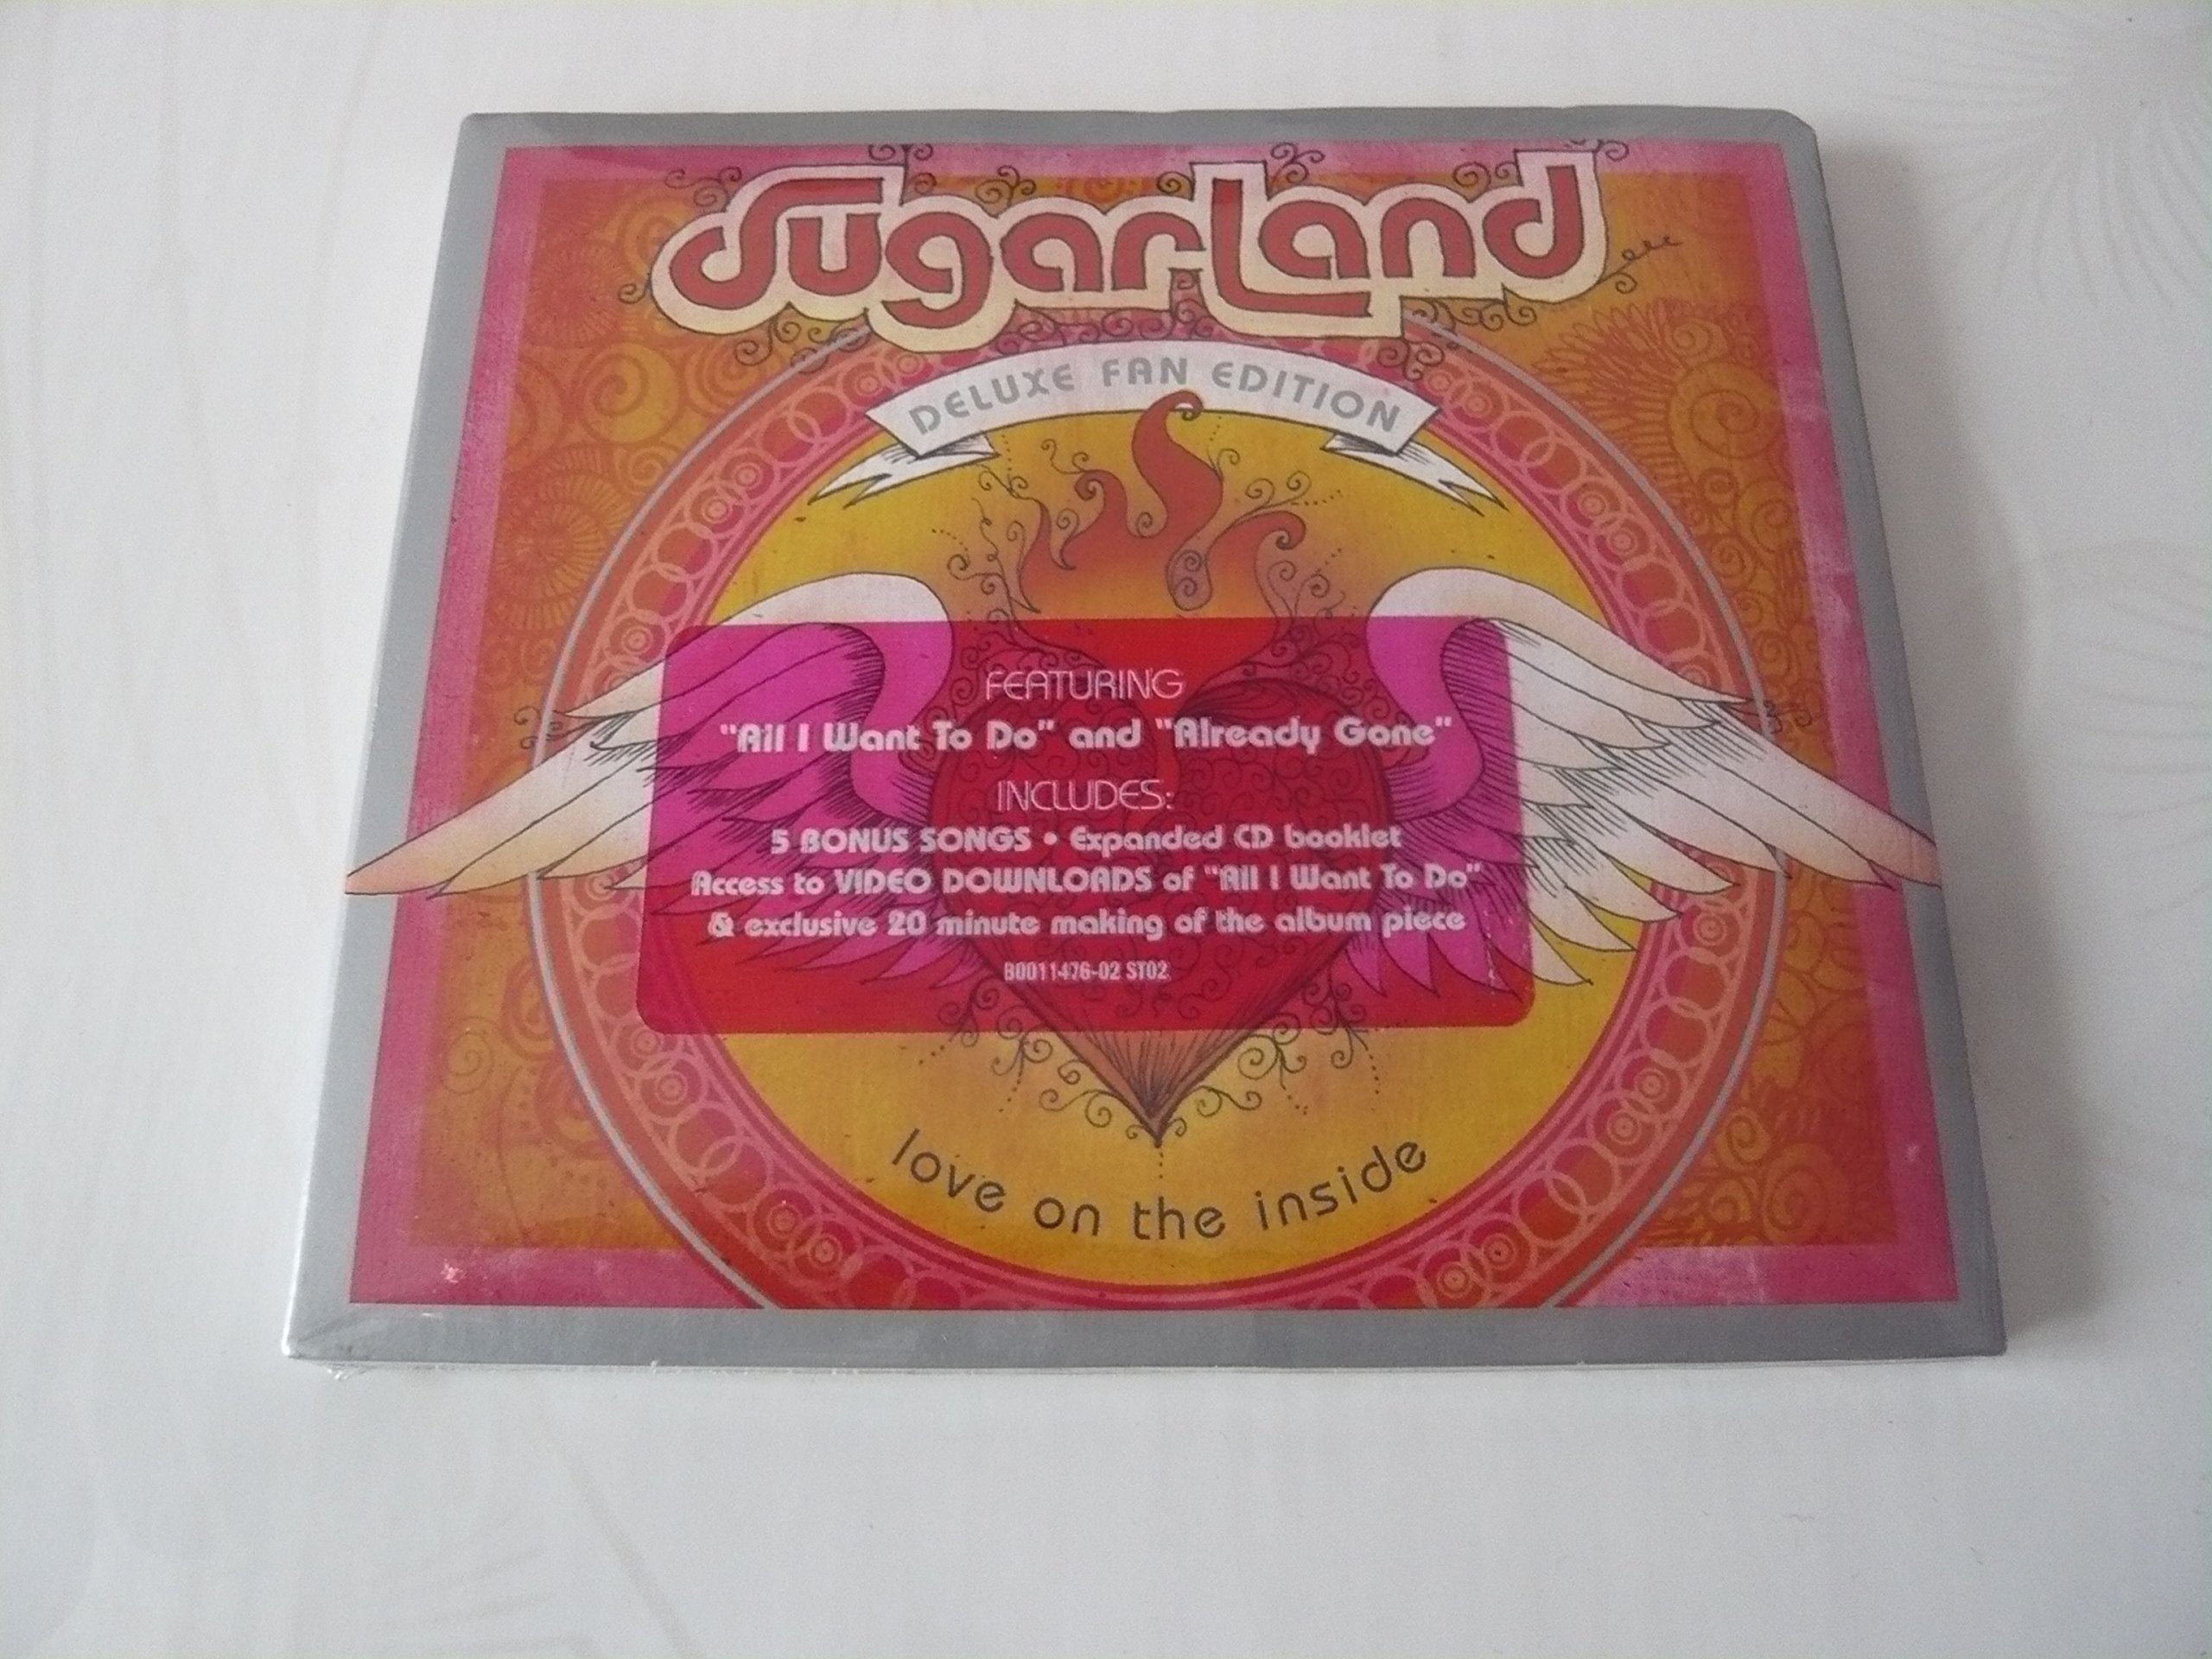 sugarland
DELUXE FAN EDITION
FEATURING
"All I Want To Do" and "Already Gone"
INCLUDES:
5 BONUS SONGS • Expanded CD booklet
Access to VIDEO DOWNLOADS of "All I Want To Do"
& exclusive 20 minute making of the album piece
B0011476-02 ST02
love on the inside